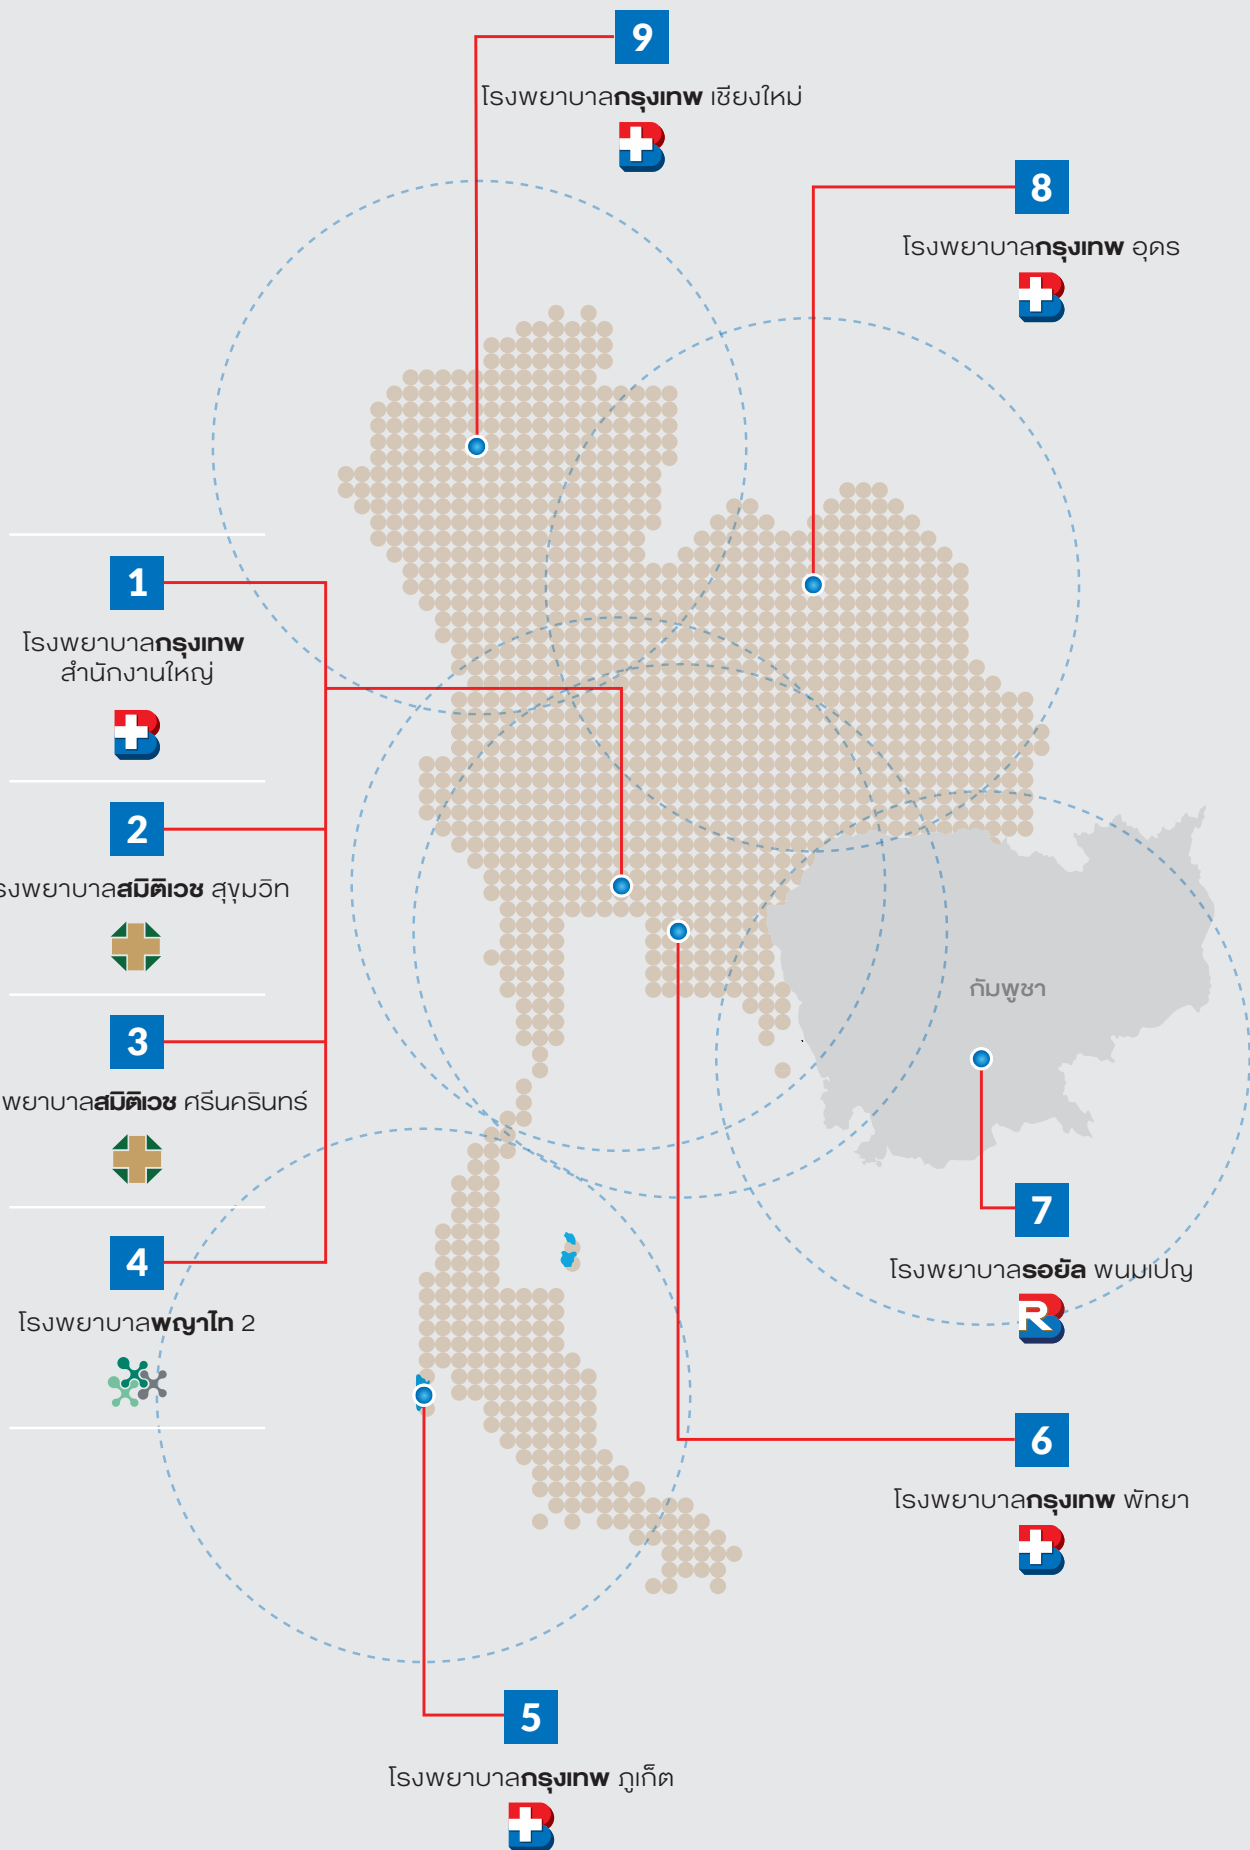 9
โรงพยาบาลกรุงเทพ เชียงใหม่
8
โรงพยาบาลกรุงเทพ อุดร
1
โรงพยาบาลกรุงเทพ
สำนักงานใหญ่
2
รงพยาบาลสมิติเวช สุขุมวิท
3
พยาบาลสมิติเวช ศรีนครินทร์
4
โรงพยาบาลพญาไท 2
กัมพูชา
7
โรงพยาบาลรอยัล พนมเปญ
R
6
โรงพยาบาลกรุงเทพ พัทยา
5
โรงพยาบาลกรุงเทพ ภูเก็ต